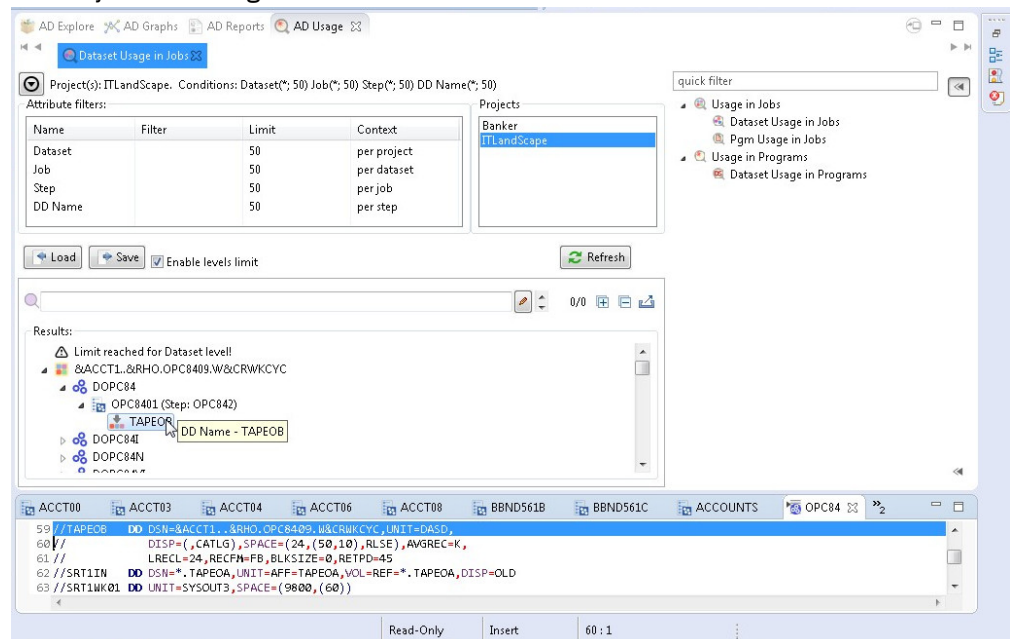 AD Explore AD Graphs AD Reports AD Usage
Dataset Usage in Jobs
Project(s): ITLandScape. Conditions: Dataset(*; 50) Job(*; 50) Step(*; 50) DD Name(*; 50)
Attribute filters:
Name Filter Limit Context
Dataset 50 per project
Job 50 per dataset
Step 50 per job
DD Name 50 per step
Projects
Banker
ITLandScape
quick filter
Usage in Jobs
Dataset Usage in Jobs
Pgm Usage in Jobs
Usage in Programs
Dataset Usage in Programs
Load Save Enable levels limit Refresh
0/0
Results:
Limit reached for Dataset level!
&ACCT1..&RHO.OPC8409.W&CRWKCYC
DOPC84
OPC8401 (Step: OPC842)
TAPEOB
DD Name - TAPEOB
DOPC84I
DOPC84N
ACCT00 ACCT03 ACCT04 ACCT06 ACCT08 BBND561B BBND561C ACCOUNTS OPC84 »2
59 //TAPEOB DD DSN=&ACCT1..&RHO.OPC8409.W&CRWKCYC,UNIT=DASD,
60 // DISP=(,CATLG),SPACE=(24,(50,10),RLSE),AVGREC=K,
61 // LRECL=24,RECFM=FB,BLKSIZE=0,RETPD=45
62 //SRT1IN DD DSN=*.TAPEOA,UNIT=AFF=TAPEOA,VOL=REF=*.TAPEOA,DISP=OLD
63 //SRT1WK01 DD UNIT=SYSOUT3,SPACE=(9800,(60))
Read-Only Insert 60 : 1